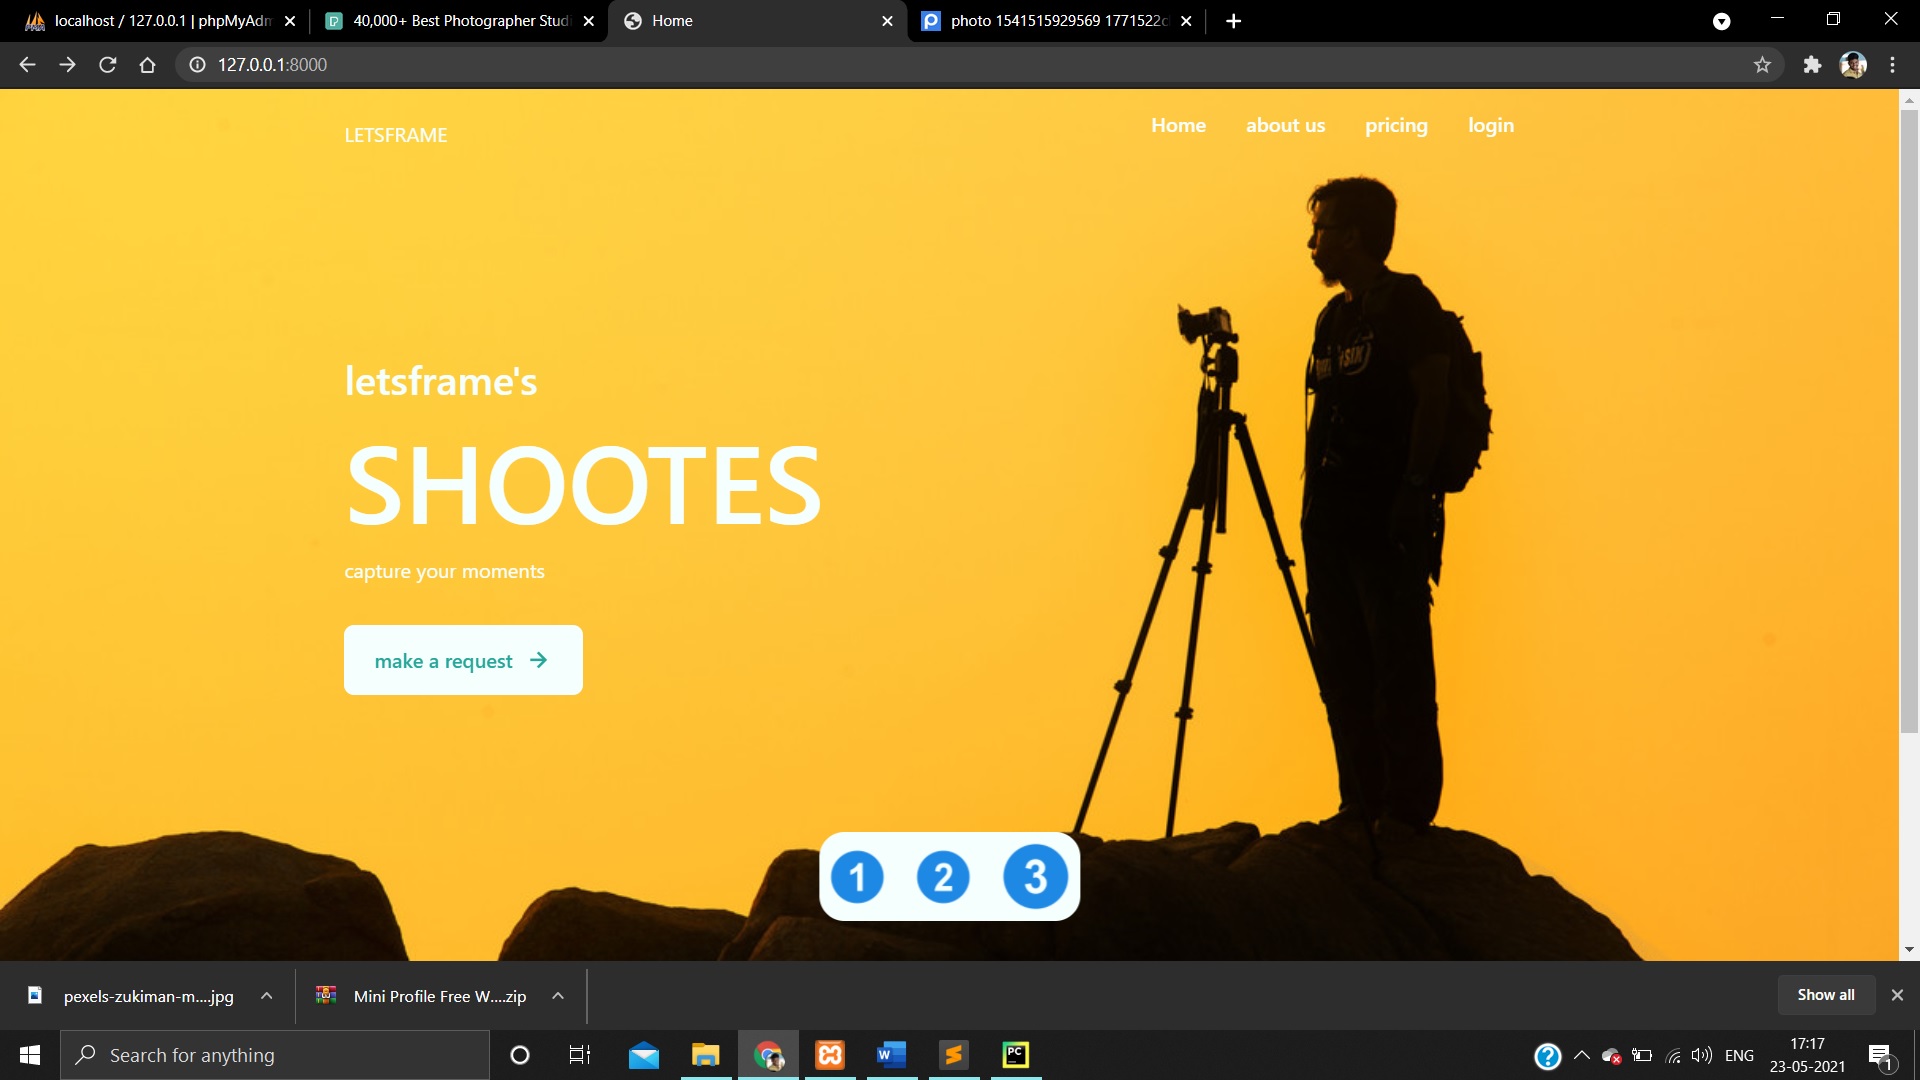 localhost / 127.0.0.1 | phpMyAdm
40,000+ Best Photographer Studi
Home
photo 1541515929569 1771522c
127.0.0.1:8000
LETSFRAME
Home
about us
pricing
login
letsframe's
SHOOTES
capture your moments
make a request
1 2 3
pexels-zukiman-m....jpg
Mini Profile Free W....zip
Show all
Search for anything
ENG
17:17
23-05-2021
1